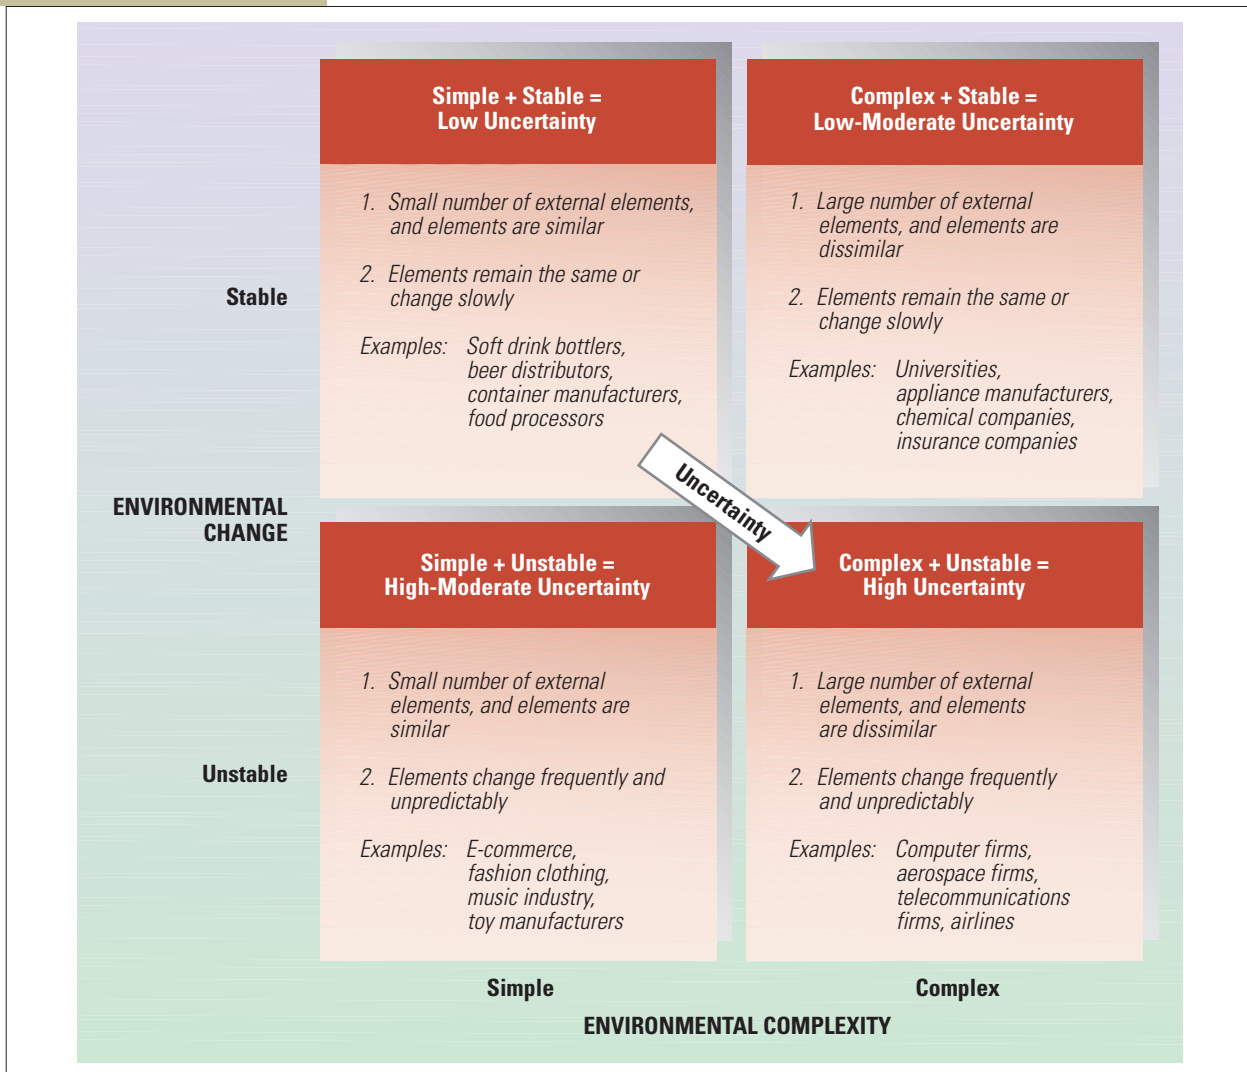 Simple + Stable =
Low Uncertainty
1. Small number of external elements,
and elements are similar
2. Elements remain the same or
change slowly
Examples: Soft drink bottlers,
beer distributors,
container manufacturers,
food processors
Complex + Stable =
Low-Moderate Uncertainty
1. Large number of external
elements, and elements are
dissimilar
2. Elements remain the same or
change slowly
Examples: Universities,
appliance manufacturers,
chemical companies,
insurance companies
Stable
Uncertainty
ENVIRONMENTAL
CHANGE
Simple + Unstable =
High-Moderate Uncertainty
1. Small number of external
elements, and elements are
similar
2. Elements change frequently and
unpredictably
Examples: E-commerce,
fashion clothing,
music industry,
toy manufacturers
Complex + Unstable =
High Uncertainty
1. Large number of external
elements, and elements
are dissimilar
2. Elements change frequently
and unpredictably
Examples: Computer firms,
aerospace firms,
telecommunications
firms, airlines
Unstable
Simple
Complex
ENVIRONMENTAL COMPLEXITY